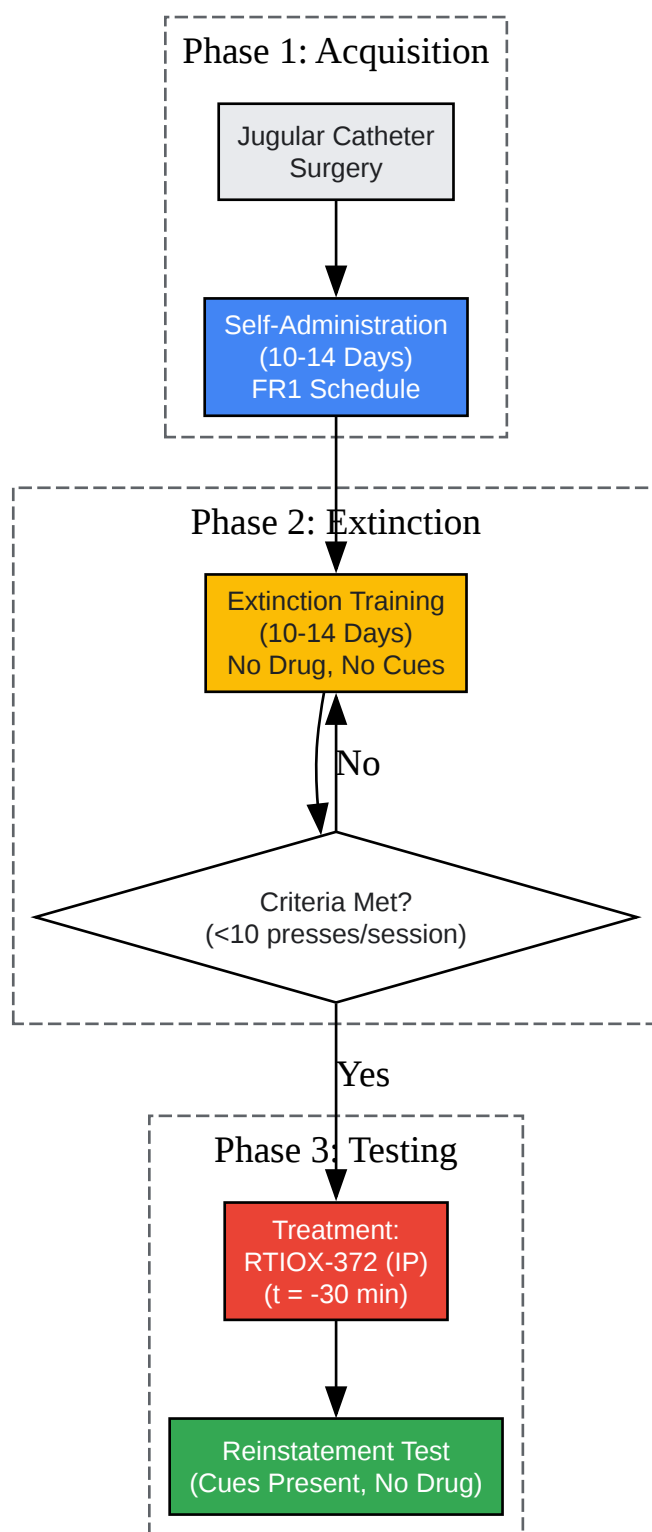 Phase 1: Acquisition
Jugular Catheter
Surgery
Self-Administration
(10-14 Days)
FR1 Schedule
Phase 2: Extinction
Extinction Training
(10-14 Days)
No Drug, No Cues
No
Criteria Met?
(<10 presses/session)
Yes
Phase 3: Testing
Treatment:
RTIOX-372 (IP)
(t = -30 min)
Reinstatement Test
(Cues Present, No Drug)